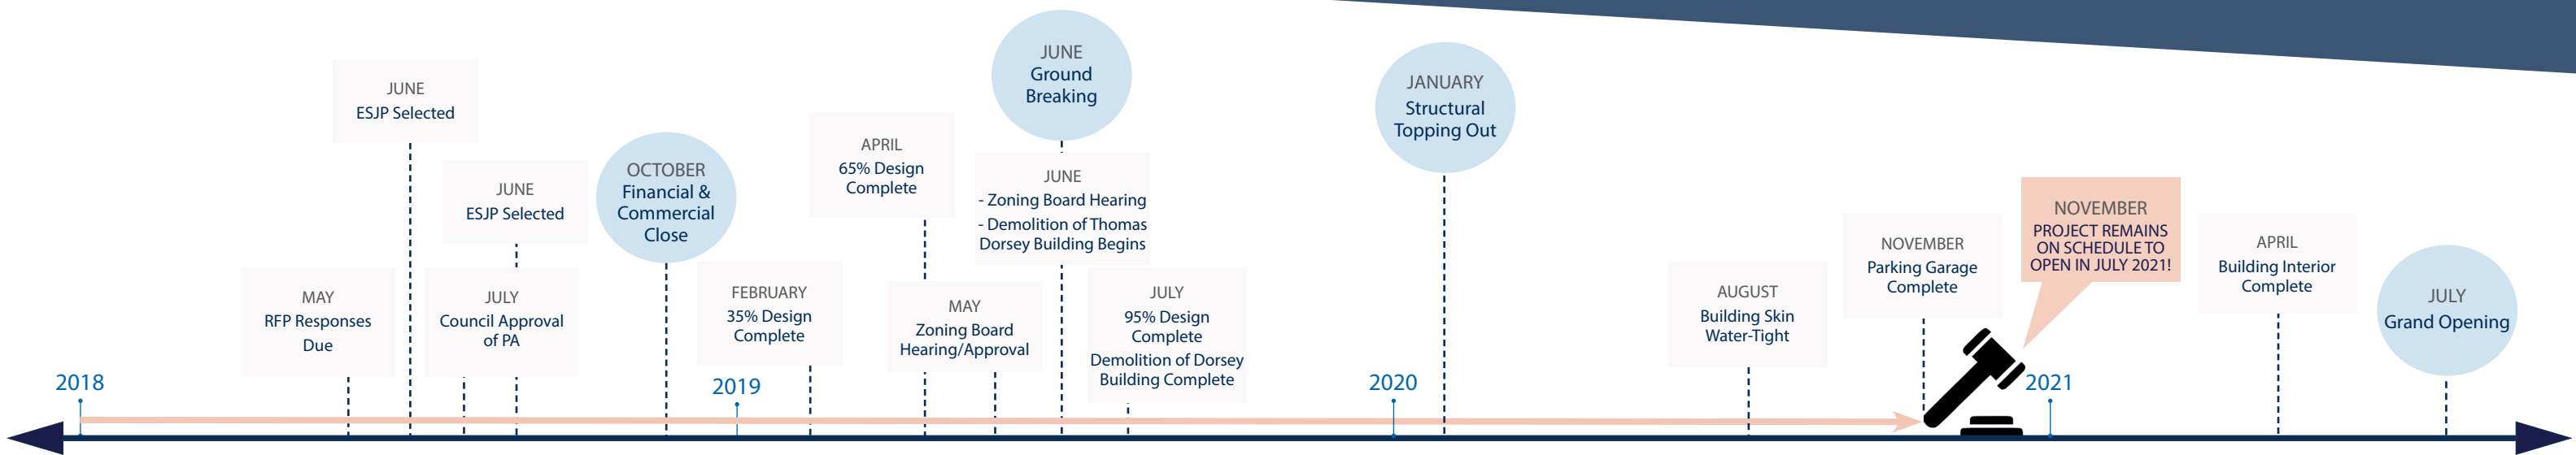 2018
MAY
RFP Responses
Due
JUNE
ESJP Selected
JUNE
ESJP Selected
JULY
Council Approval
of PA
OCTOBER
Financial &
Commercial
Close
2019
FEBRUARY
35% Design
Complete
APRIL
65% Design
Complete
MAY
Zoning Board
Hearing/Approval
JUNE
Ground
Breaking
JUNE
- Zoning Board Hearing
- Demolition of Thomas
Dorsey Building Begins
JULY
95% Design
Complete
Demolition of Dorsey
Building Complete
2020
JANUARY
Structural
Topping Out
AUGUST
Building Skin
Water-Tight
NOVEMBER
Parking Garage
Complete
NOVEMBER
PROJECT REMAINS
ON SCHEDULE TO
OPEN IN JULY 2021!
2021
APRIL
Building Interior
Complete
JULY
Grand Opening